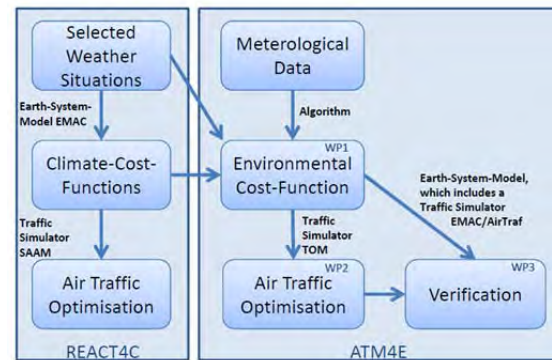 Selected
Weather
Situations
Earth-System-
Model EMAC
Climate-Cost-
Functions
Traffic
Simulator
SAAM
Air Traffic
Optimisation
REACT4C
Meterological
Data
Algorithm
WP1
Environmental
Cost-Function
Traffic
Simulator
TOM
Earth-System-Model,
which includes a
Traffic Simulator
EMAC/AirTraf
WP2
Air Traffic
Optimisation
WP3
Verification
ATM4E